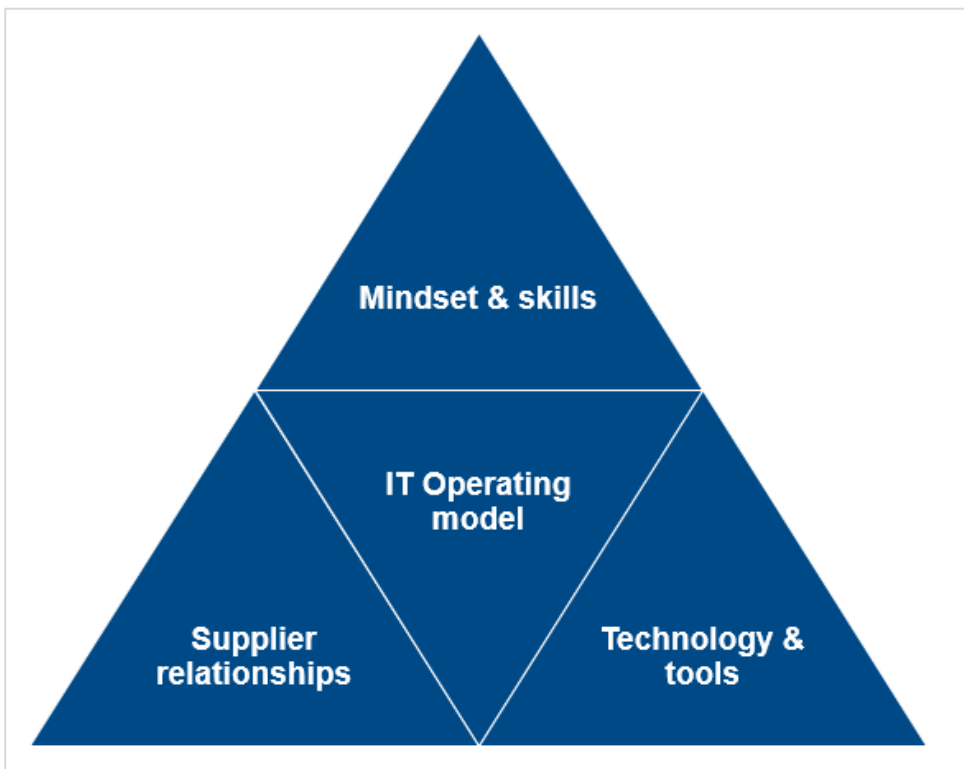 Mindset & skills
IT Operating
model
Supplier
relationships
Technology &
tools